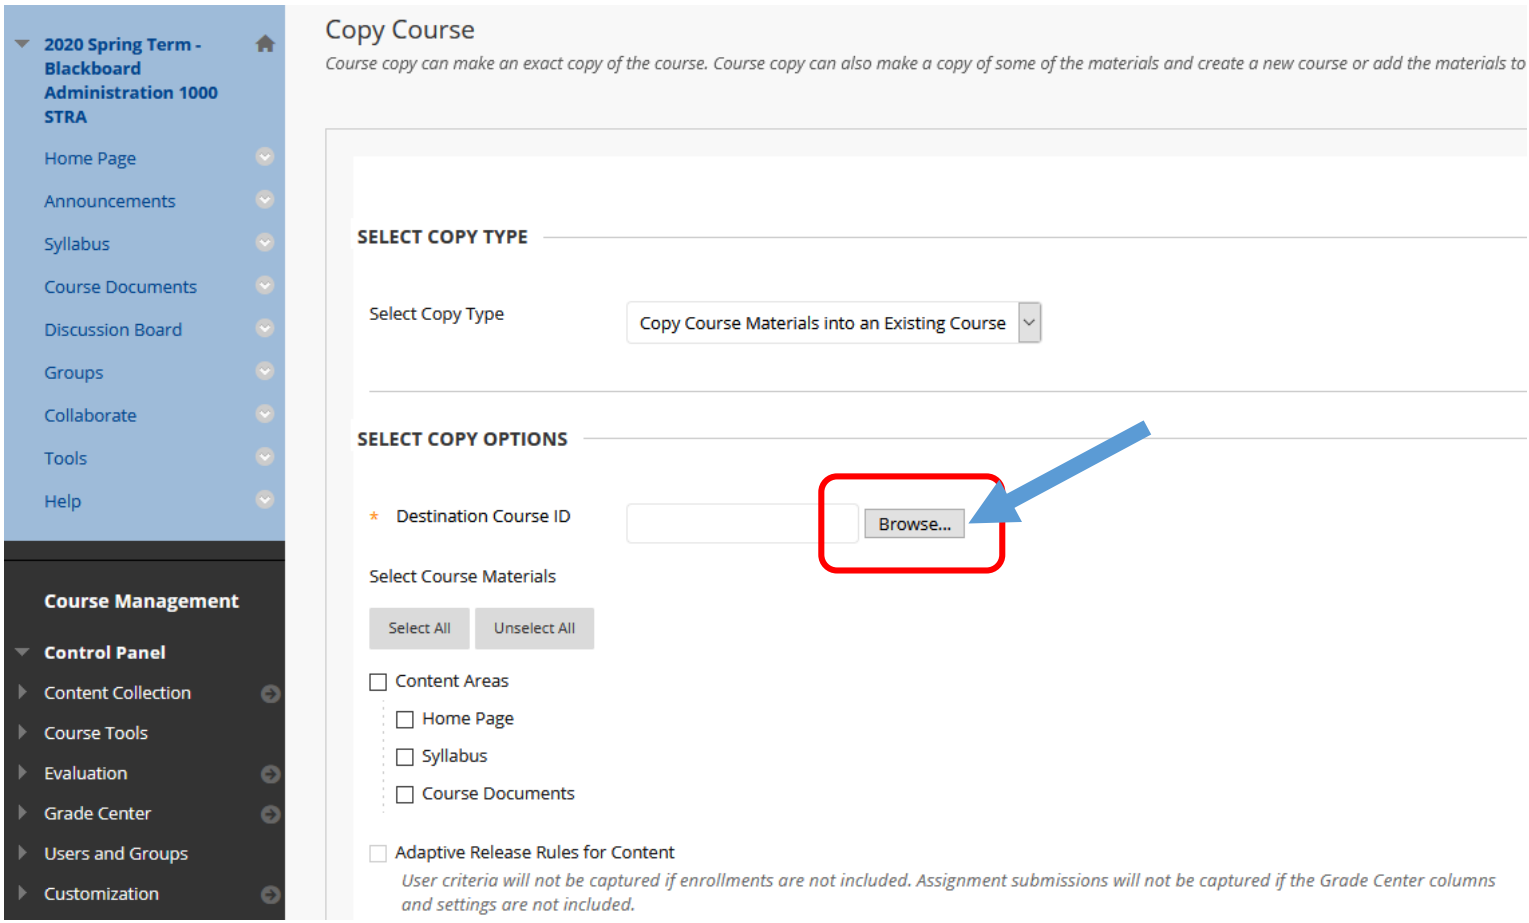 2020 Spring Term -
Blackboard
Administration 1000
STRA
Home Page
Announcements
Syllabus
Course Documents
Discussion Board
Groups
Collaborate
Tools
Help
Course Management
Control Panel
Content Collection
Course Tools
Evaluation
Grade Center
Users and Groups
Customization
Copy Course
Course copy can make an exact copy of the course. Course copy can also make a copy of some of the materials and create a new course or add the materials to
SELECT COPY TYPE
Select Copy Type
Copy Course Materials into an Existing Course
SELECT COPY OPTIONS
* Destination Course ID
Browse...
Select Course Materials
Select All Unselect All
Content Areas
Home Page
Syllabus
Course Documents
Adaptive Release Rules for Content
User criteria will not be captured if enrollments are not included. Assignment submissions will not be captured if the Grade Center columns
and settings are not included.